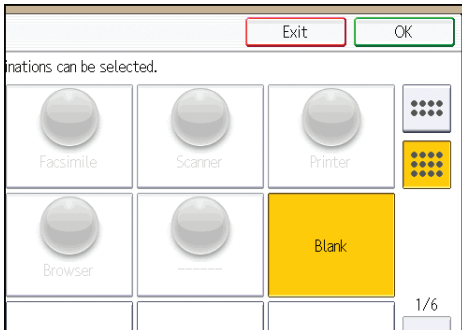 Exit OK
inations can be selected.
Facsimile Scanner Printer
Browser ------ Blank
1/6